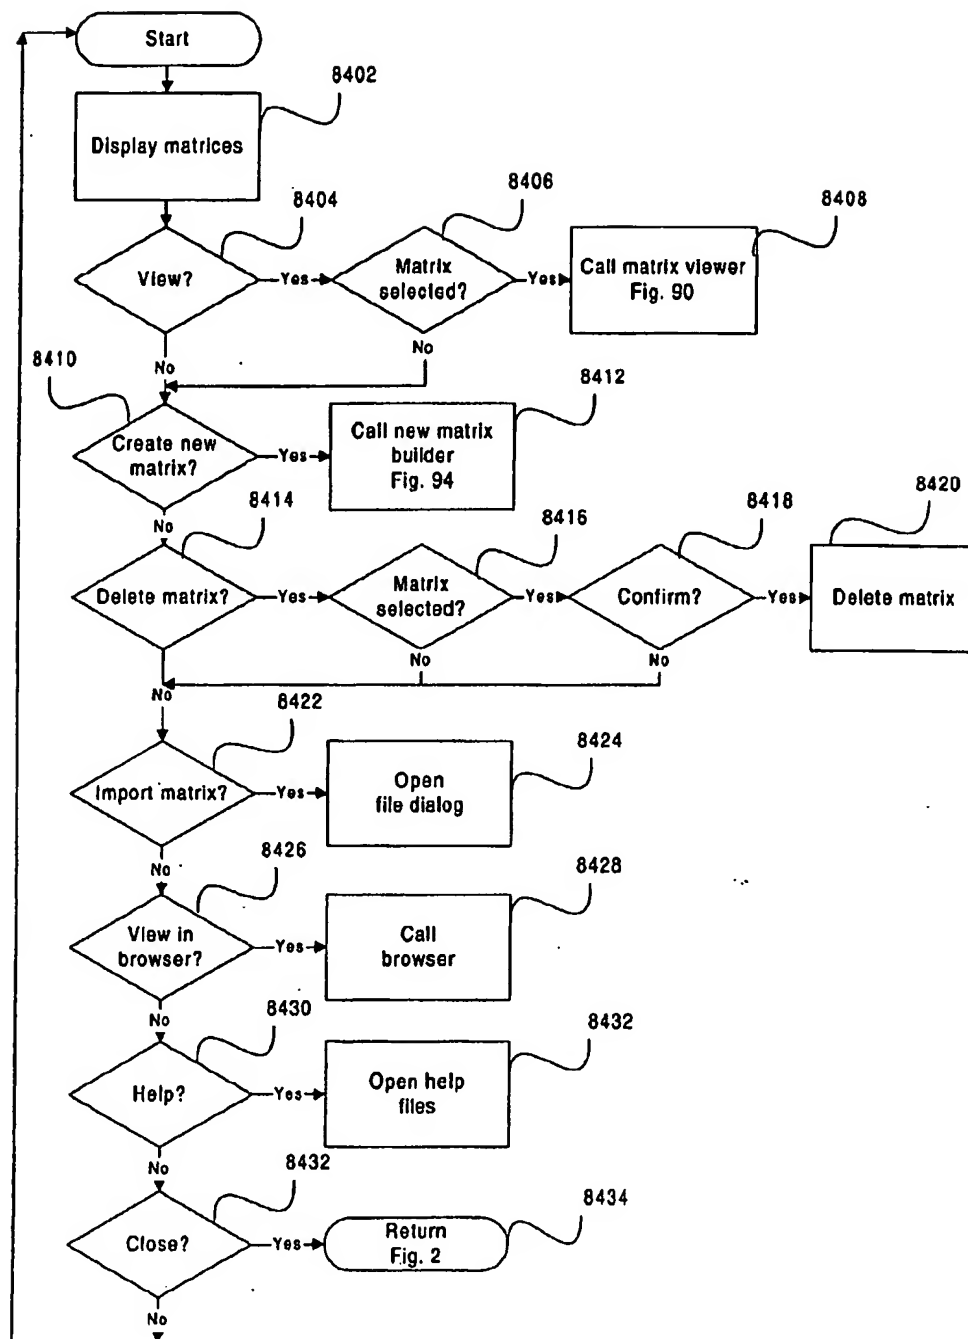 Start
8402
Display matrices
8404
8406
8408
View?
Yes
Matrix
selected?
Yes
Call matrix viewer
Fig. 90
No
No
8410
8412
Create new
matrix?
Yes
Call new matrix
builder
Fig. 94
No
8414
8416
8418
8420
Delete matrix?
Yes
Matrix
selected?
Yes
Confirm?
Yes
Delete matrix
No
No
No
8422
8424
Import matrix?
Yes
Open
file dialog
No
8426
8428
View in
browser?
Yes
Call
browser
No
8430
8432
Help?
Yes
Open help
files
No
8432
8434
Close?
Yes
Return
Fig. 2
No